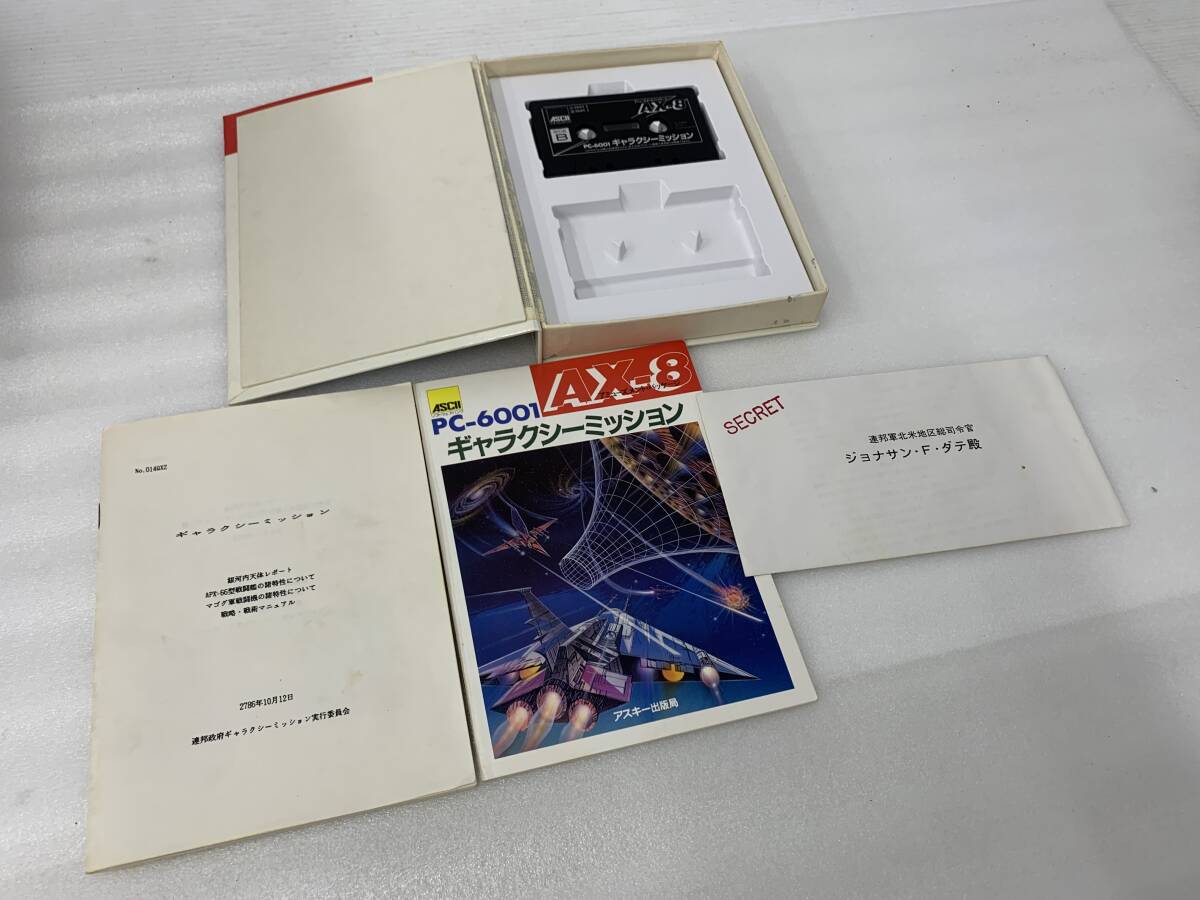 ASCII
AX-8
B
PC-6001 ギャラクシーミッション
No.014GXZ
ギャラクシーミッション
銀河内天体レポート
APX-56型戦闘艦の諸特性について
マゴグ軍戦闘機の諸特性について
戦略・戦術マニュアル
2786年10月12日
連邦政府ギャラクシーミッション実行委員会
ASCII
AX-8
PC-6001
ギャラクシーミッション
アスキー出版局
SECRET
連邦軍北米地区総司令官
ジョナサン・F・ダテ殿